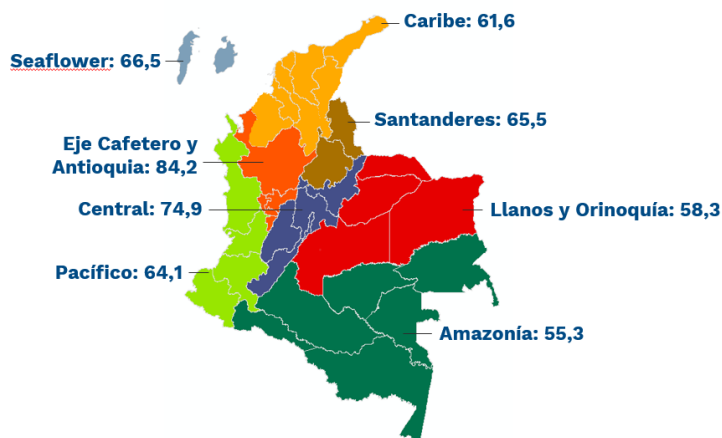 Caribe: 61,6
Seaflower: 66,5
Santanderes: 65,5
Eje Cafetero y
Antioquia: 84,2
Central: 74,9
Llanos y Orinoquía: 58,3
Pacífico: 64,1
Amazonía: 55,3